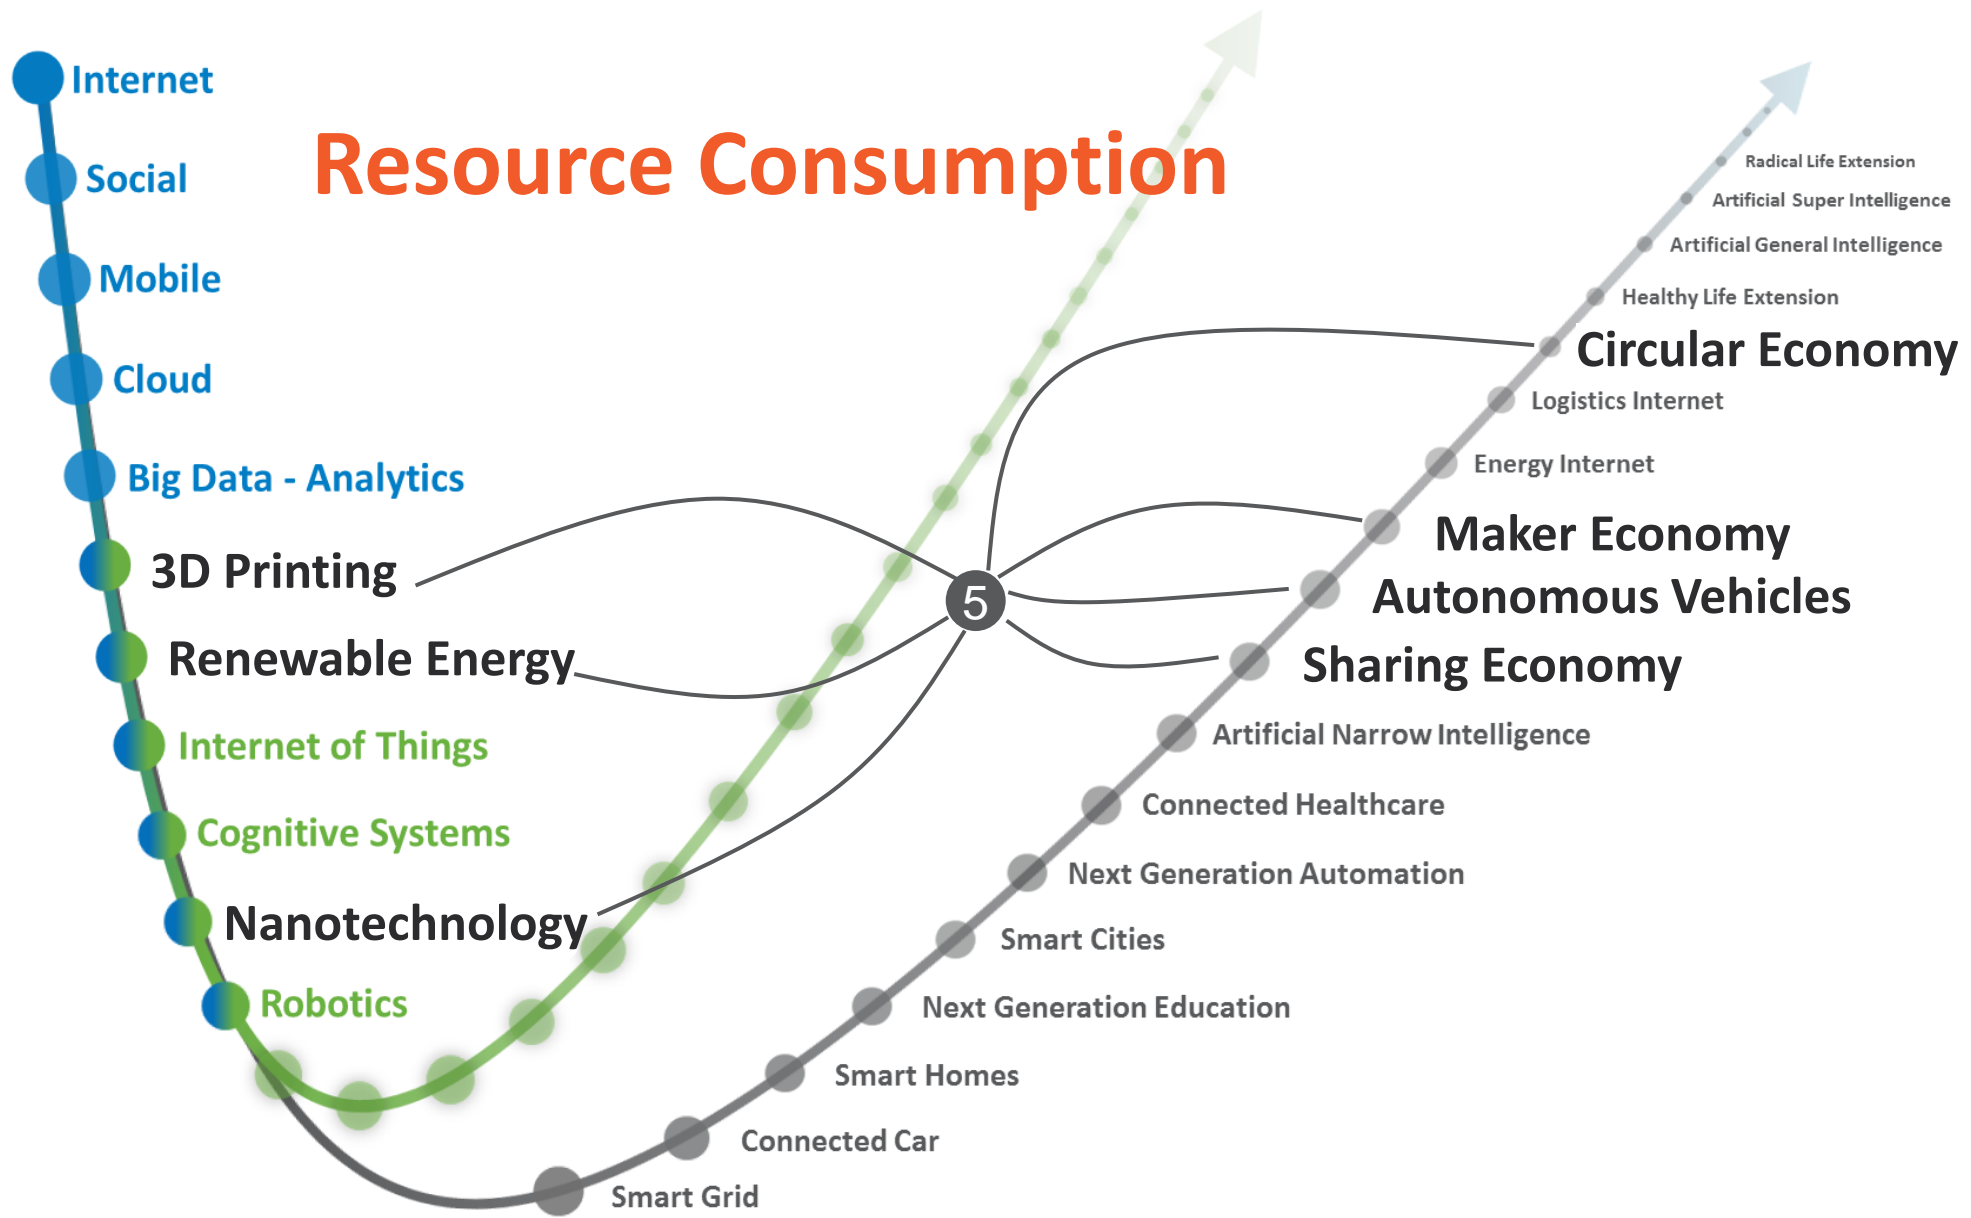 Internet
Social
Mobile
Cloud
Big Data - Analytics
3D Printing
Renewable Energy
Internet of Things
Cognitive Systems
Nanotechnology
Robotics
Resource Consumption
5
Radical Life Extension
Artificial Super Intelligence
Artificial General Intelligence
Healthy Life Extension
Circular Economy
Logistics Internet
Energy Internet
Maker Economy
Autonomous Vehicles
Sharing Economy
Artificial Narrow Intelligence
Connected Healthcare
Next Generation Automation
Smart Cities
Next Generation Education
Smart Homes
Connected Car
Smart Grid